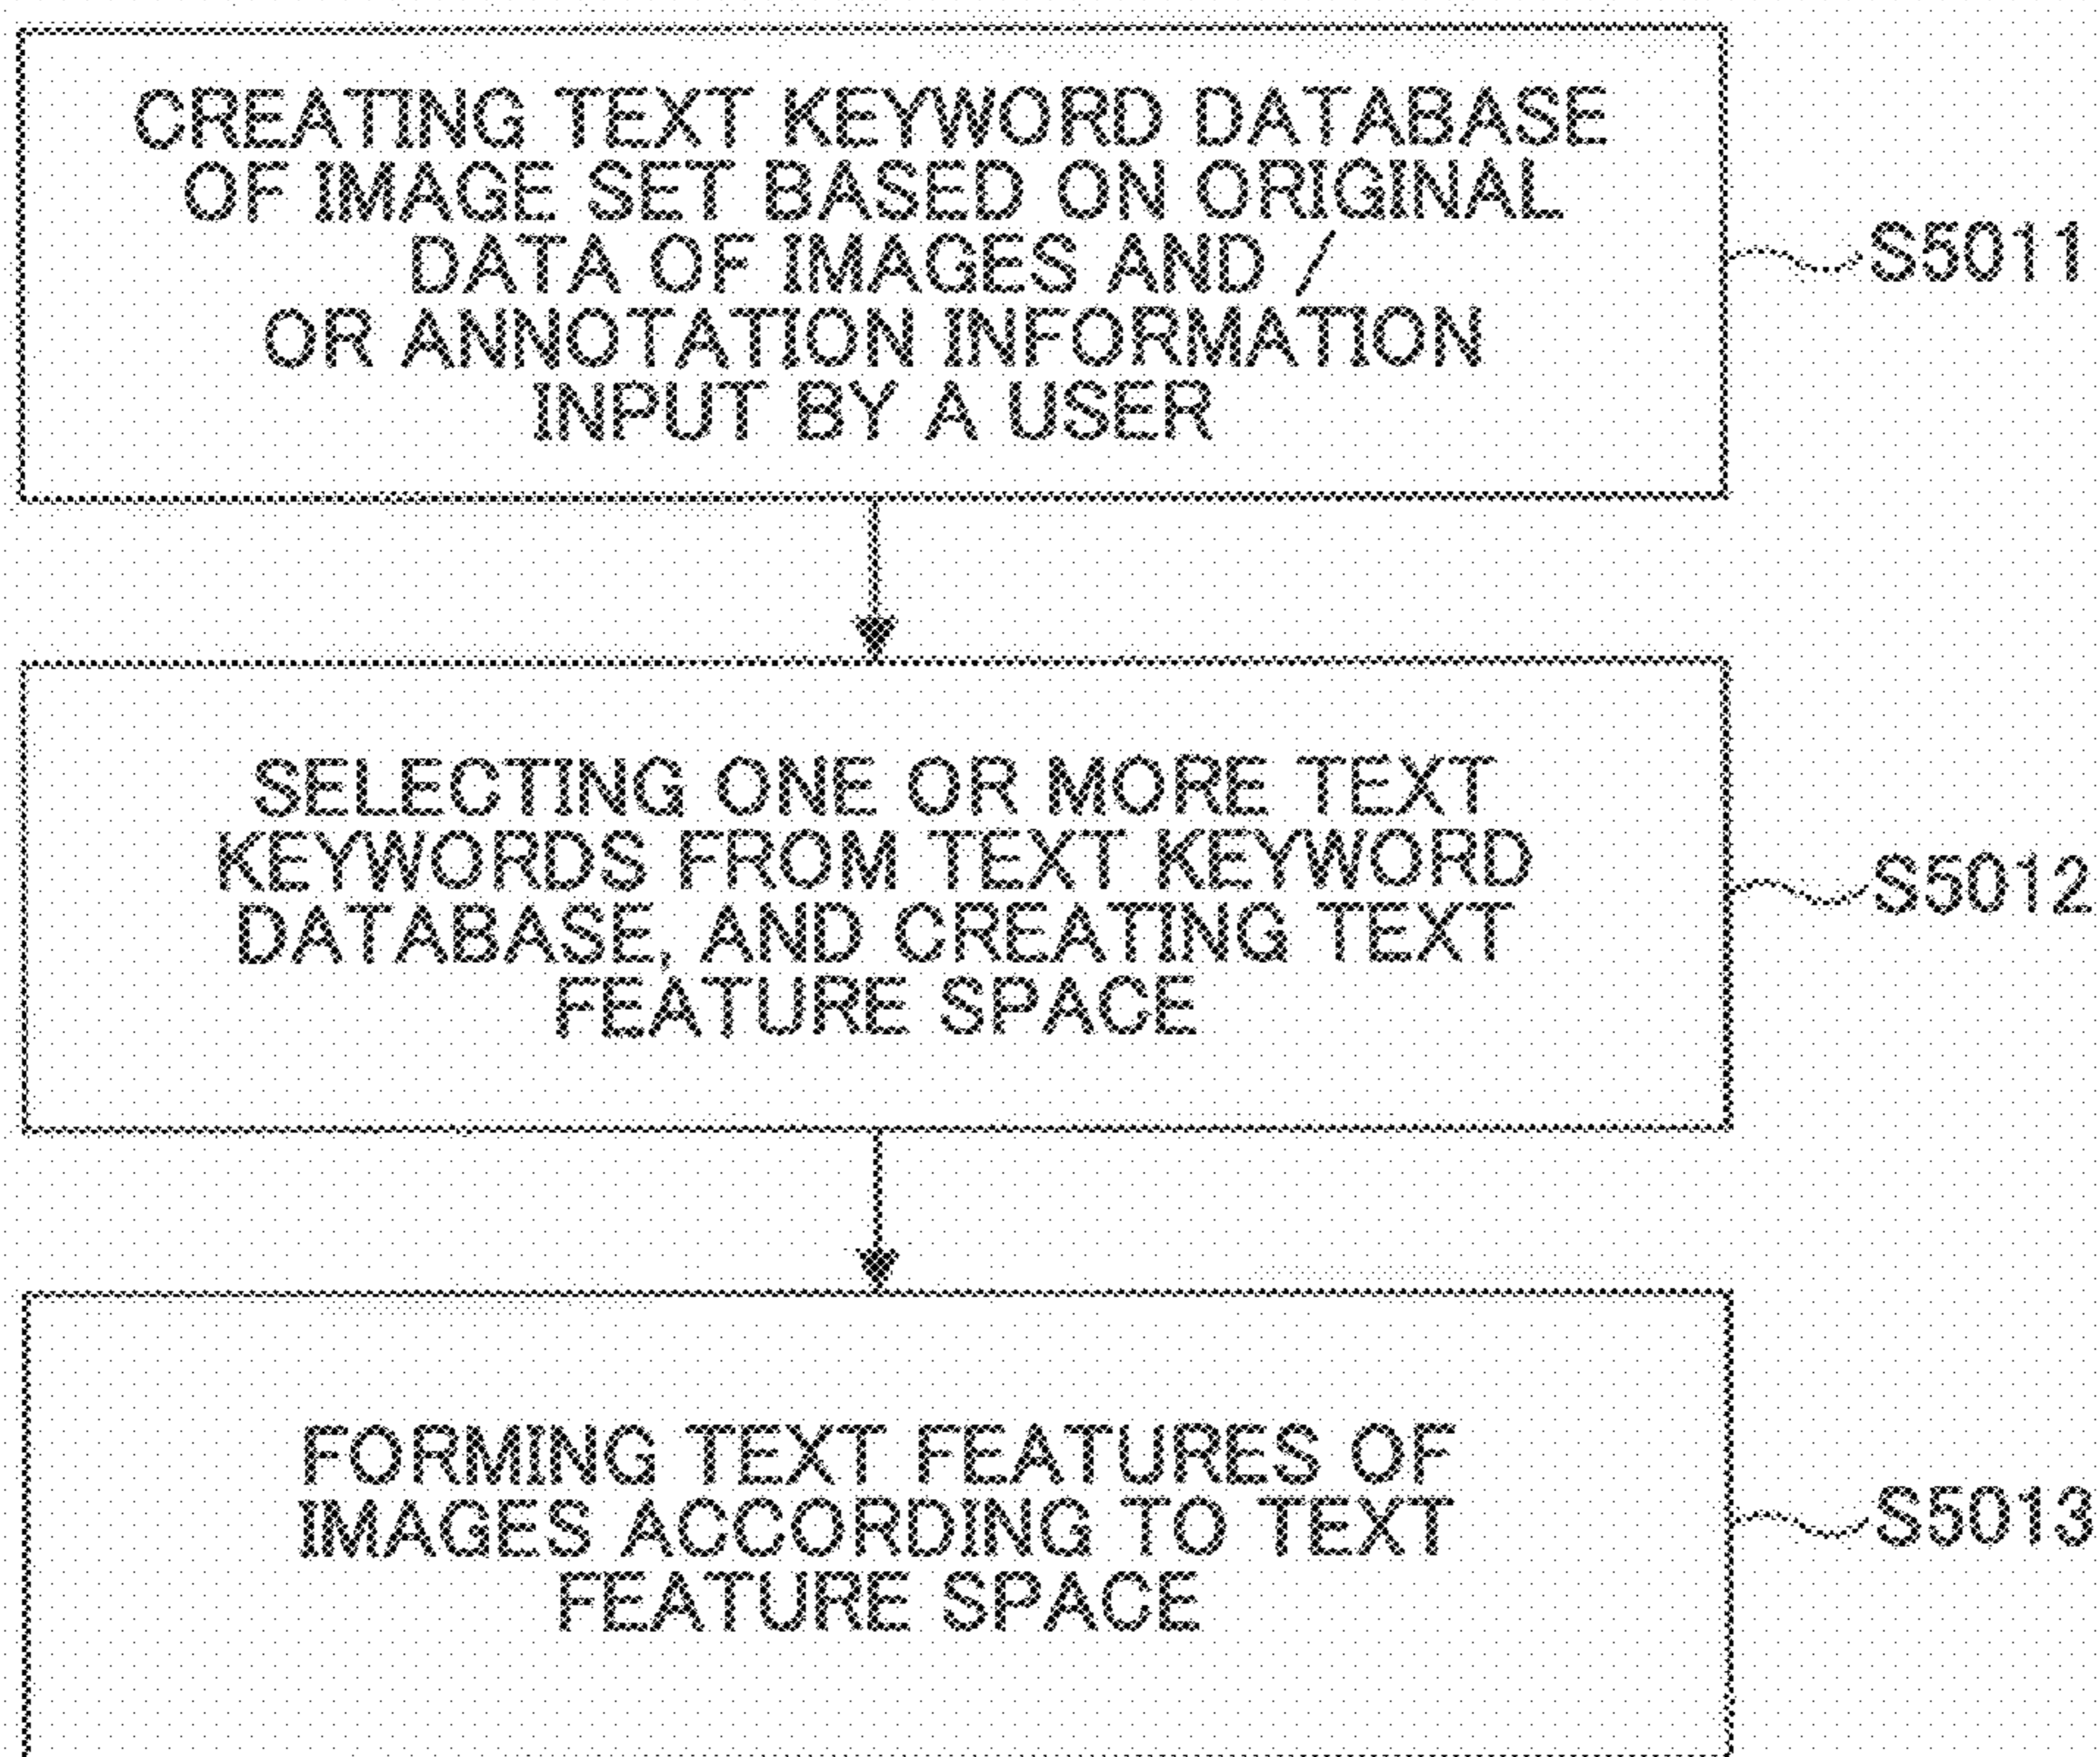 CREATING TEXT KEYWORD DATABASE
OF IMAGE SET BASED ON ORIGINAL
DATA OF IMAGES AND /
OR ANNOTATION INFORMATION
INPUT BY A USER
S5011
SELECTING ONE OR MORE TEXT
KEYWORDS FROM TEXT KEYWORD
DATABASE, AND CREATING TEXT
FEATURE SPACE
S5012
FORMING TEXT FEATURES OF
IMAGES ACCORDING TO TEXT
FEATURE SPACE
S5013